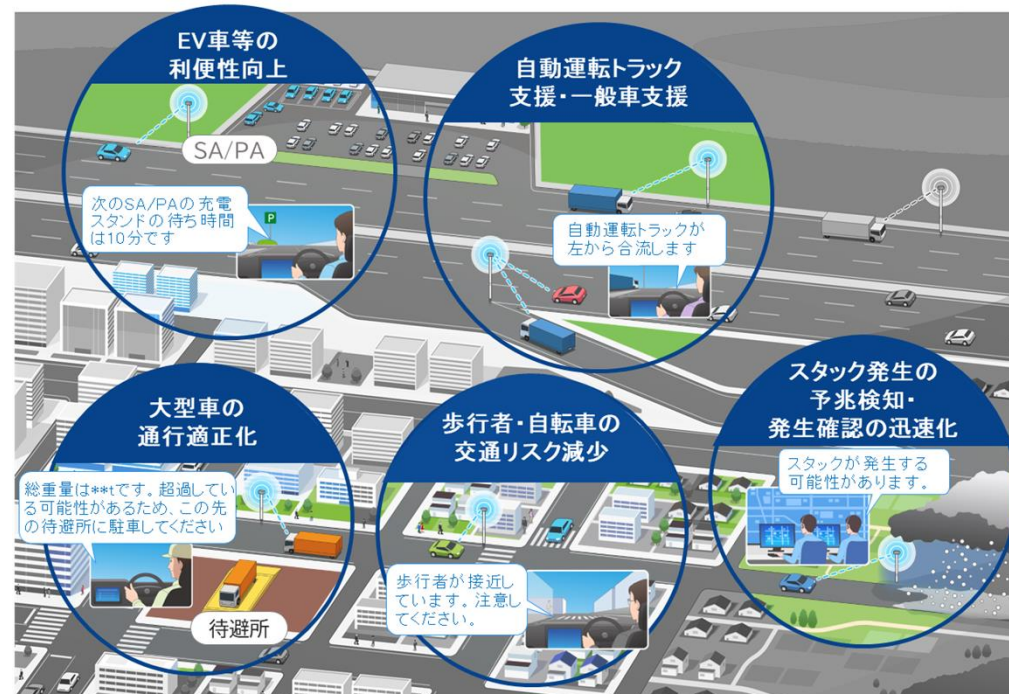 EV車等の
利便性向上
SA/PA
次のSA/PAの充電
スタンドの待ち時間
は10分です
P
自動運転トラック
支援・一般車支援
自動運転トラックが
左から合流します
大型車の
通行適正化
総重量は**tです。超過してい
る可能性があるため、この先
の待避所に駐車してください
待避所
歩行者・自転車の
交通リスク減少
歩行者が接近し
ています。注意し
てください。
スタック発生の
予兆検知・
発生確認の迅速化
スタックが発生する
可能性があります。